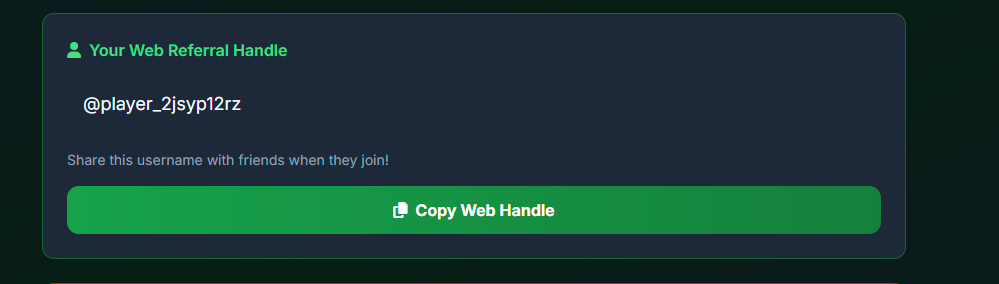 Your Web Referral Handle
@player_2jsyp12rz
Share this username with friends when they join!
Copy Web Handle